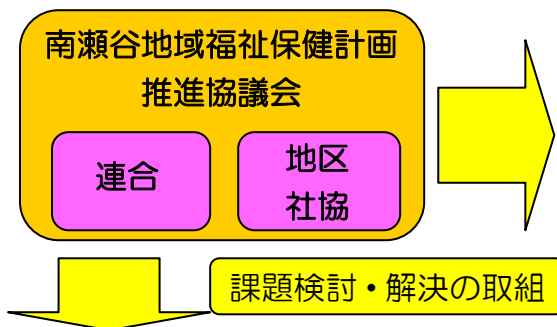 南瀬谷地域福祉保健計画
推進協議会
連合
地区
社協
課題検討・解決の取組